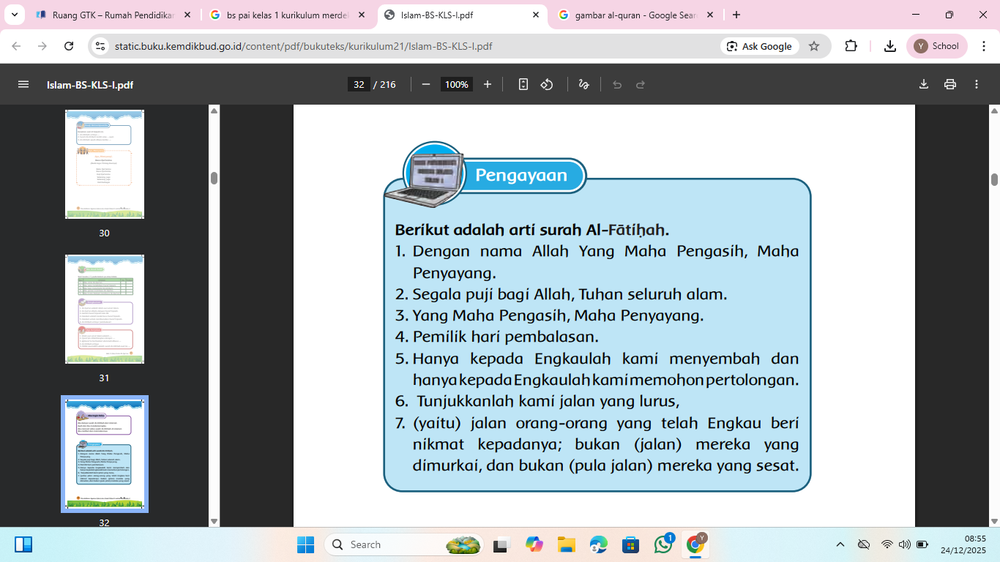 Ruang GTK – Rumah Pendidikan
bs pai kelas 1 kurikulum merdek
Islam-BS-KLS-I.pdf
gambar al-quran - Google Sear
static.buku.kemdikbud.go.id/content/pdf/bukuteks/kurikulum21/Islam-BS-KLS-I.pdf
Ask Google
Y School
Islam-BS-KLS-I.pdf
32 / 216
100%
30
31
32
Pengayaan
Berikut adalah arti surah Al-Fātiḥah.
1. Dengan nama Allah Yang Maha Pengasih, Maha
Penyayang.
2. Segala puji bagi Allah, Tuhan seluruh alam.
3. Yang Maha Pengasih, Maha Penyayang.
4. Pemilik hari pembalasan.
5. Hanya kepada Engkaulah kami menyembah dan
hanya kepada Engkaulah kami memohon pertolongan.
6. Tunjukkanlah kami jalan yang lurus,
7. (yaitu) jalan orang-orang yang telah Engkau beri
nikmat kepadanya; bukan (jalan) mereka yang
dimurkai, dan bukan (pula jalan) mereka yang sesat.
Search
1
Y
08:55
24/12/2025